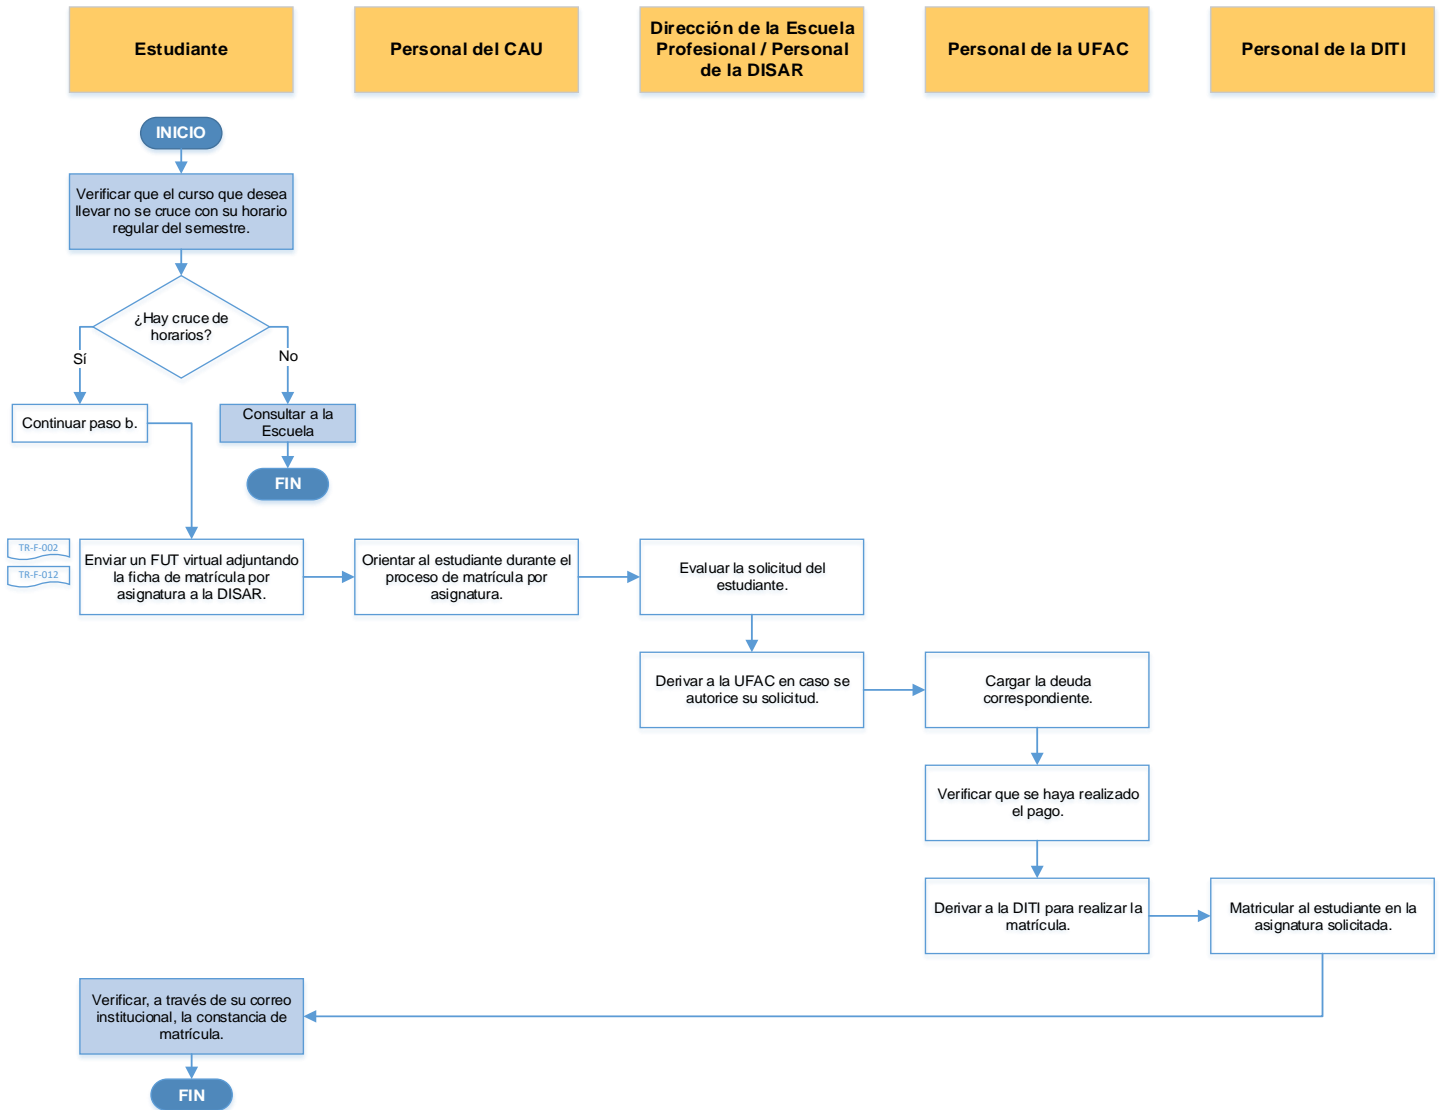 Estudiante
Personal del CAU
Dirección de la Escuela
Profesional / Personal
de la DISAR
Personal de la UFAC
Personal de la DITI
INICIO
Verificar que el curso que desea
llevar no se cruce con su horario
regular del semestre.
¿Hay cruce de
horarios?
Sí
No
Continuar paso b.
Consultar a la
Escuela
FIN
TR-F-002
TR-F-012
Enviar un FUT virtual adjuntando
la ficha de matrícula por
asignatura a la DISAR.
Orientar al estudiante durante el
proceso de matrícula por
asignatura.
Evaluar la solicitud del
estudiante.
Derivar a la UFAC en caso se
autorice su solicitud.
Cargar la deuda
correspondiente.
Verificar que se haya realizado
el pago.
Derivar a la DITI para realizar la
matrícula.
Matricular al estudiante en la
asignatura solicitada.
Verificar, a través de su correo
institucional, la constancia de
matrícula.
FIN